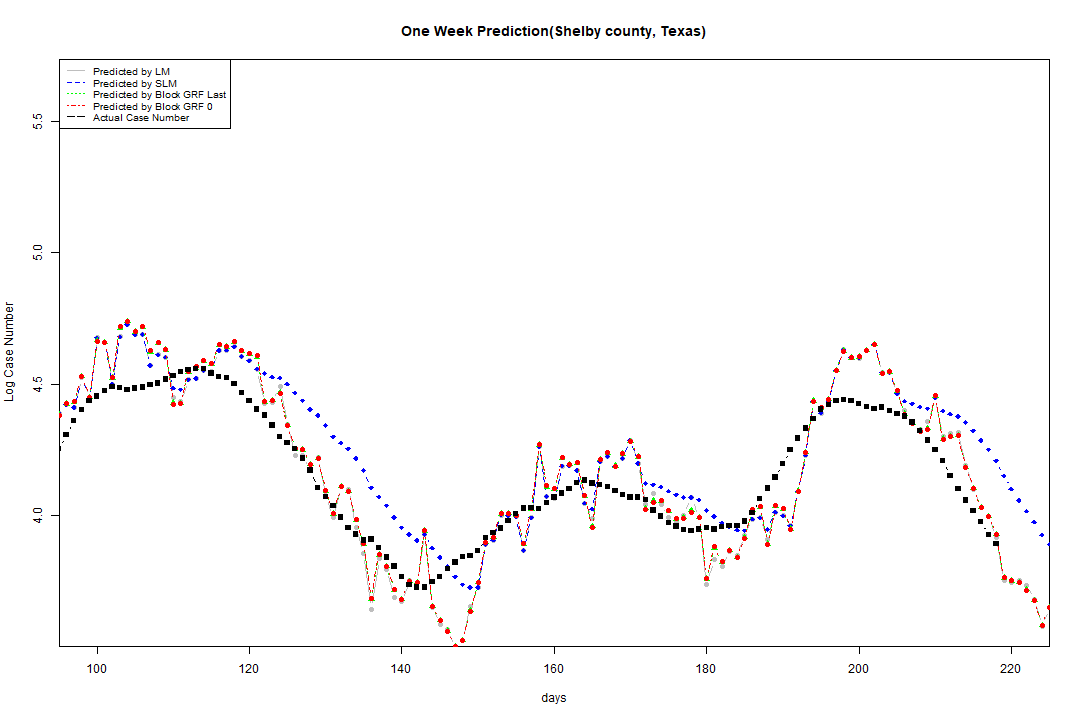 One Week Prediction(Shelby county, Texas)
Predicted by LM
Predicted by SLM
Predicted by Block GRF Last
Predicted by Block GRF 0
Actual Case Number
5.5
5.0
4.5
4.0
Log Case Number
100 120 140 160 180 200 220
days